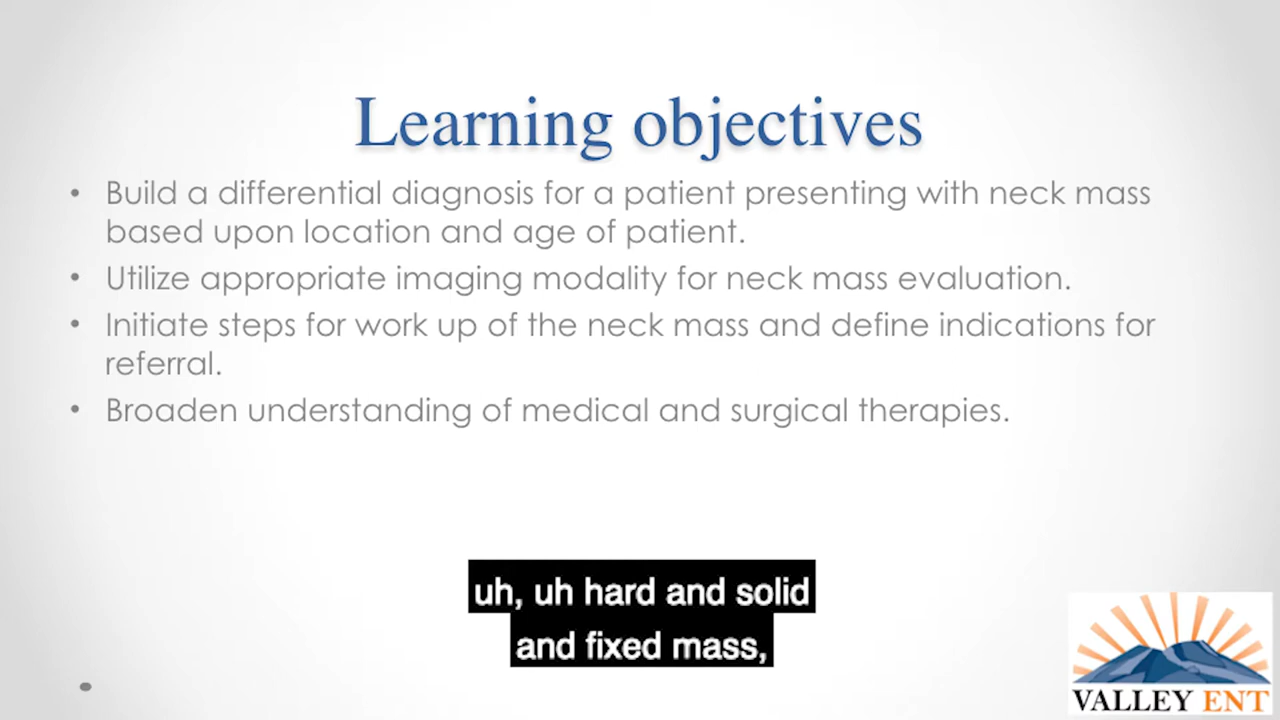 Learning objectives
• Build a differential diagnosis for a patient presenting with neck mass
based upon location and age of patient.
• Utilize appropriate imaging modality for neck mass evaluation.
• Initiate steps for work up of the neck mass and define indications for
referral.
• Broaden understanding of medical and surgical therapies.
uh, uh hard and solid
and fixed mass,
VALLEY ENT